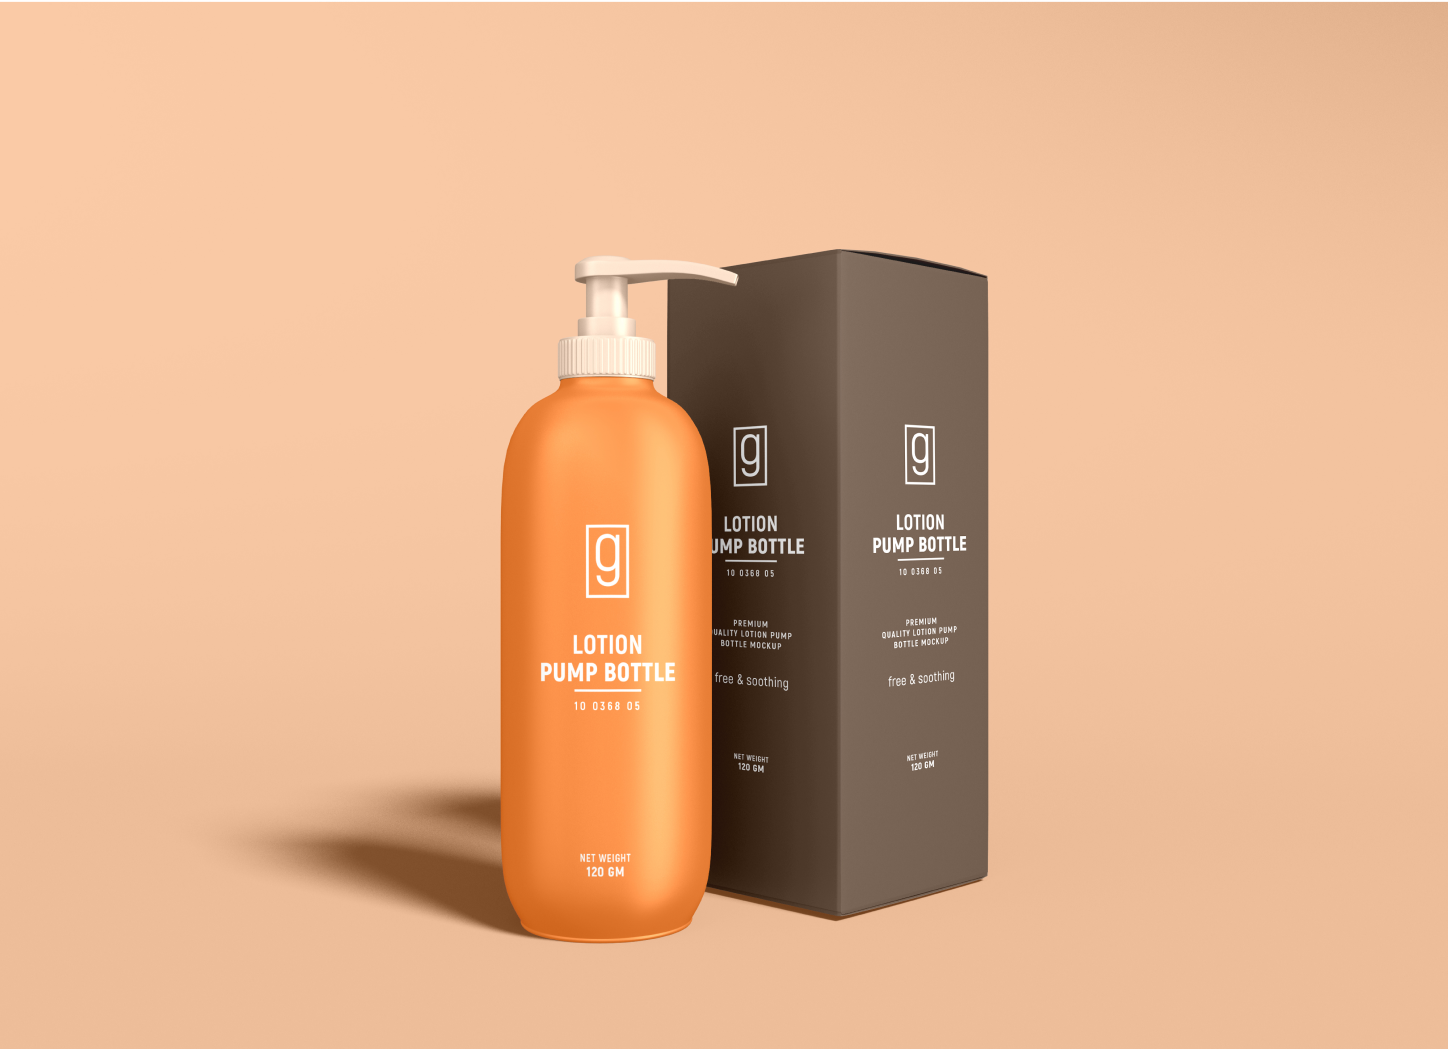 g
LOTION
PUMP BOTTLE
10 0368 05
NET WEIGHT
120 GM
g
LOTION
UMP BOTTLE
10 0368 05
PREMIUM
UALITY LOTION PUMP
BOTTLE MOCKUP
free & soothing
NET WEIGHT
120 GM
g
LOTION
PUMP BOTTLE
10 0368 05
PREMIUM
QUALITY LOTION PUMP
BOTTLE MOCKUP
free & soothing
NET WEIGHT
120 GM